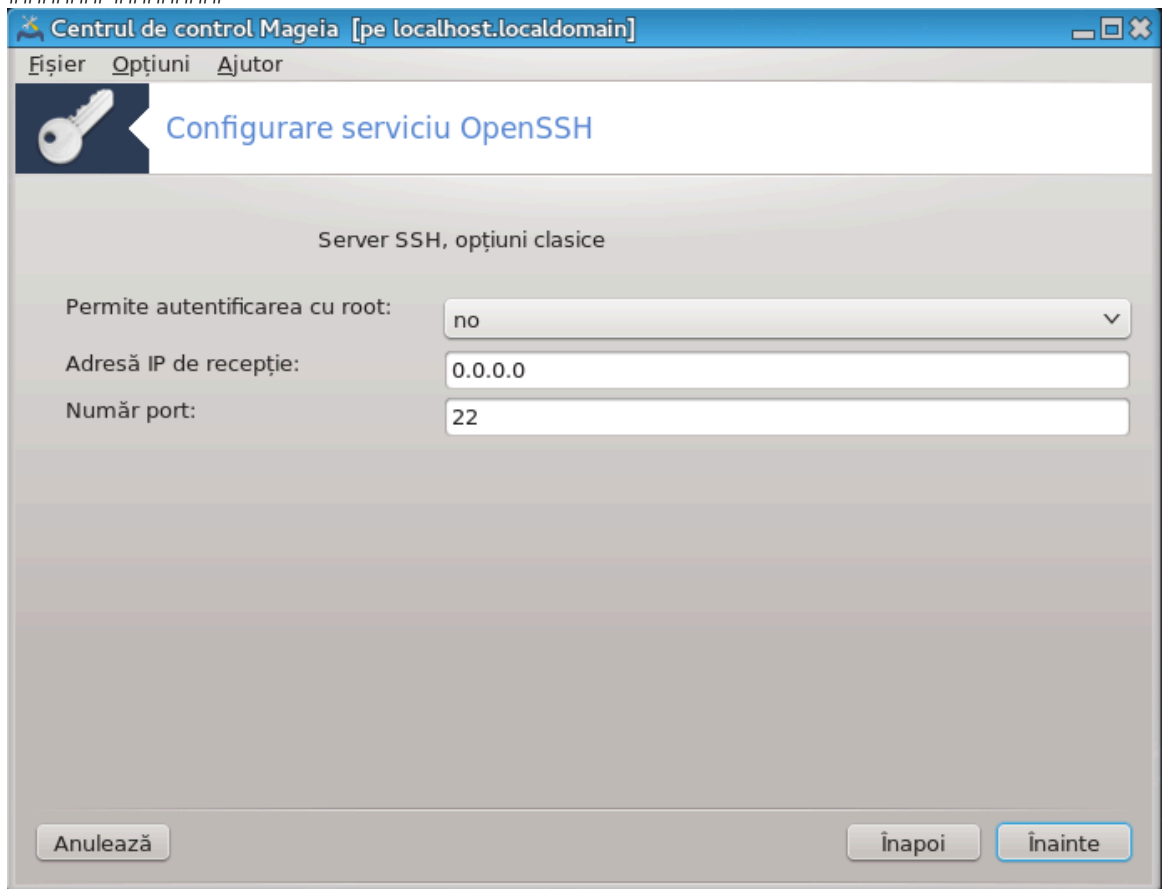 Centrul de control Mageia [pe localhost.localdomain]
Fișier Opțiuni Ajutor
Configurare serviciu OpenSSH
Server SSH, opțiuni clasice
Permite autentificarea cu root: no
Adresă IP de recepție: 0.0.0.0
Număr port: 22
Anulează Înapoi Înainte